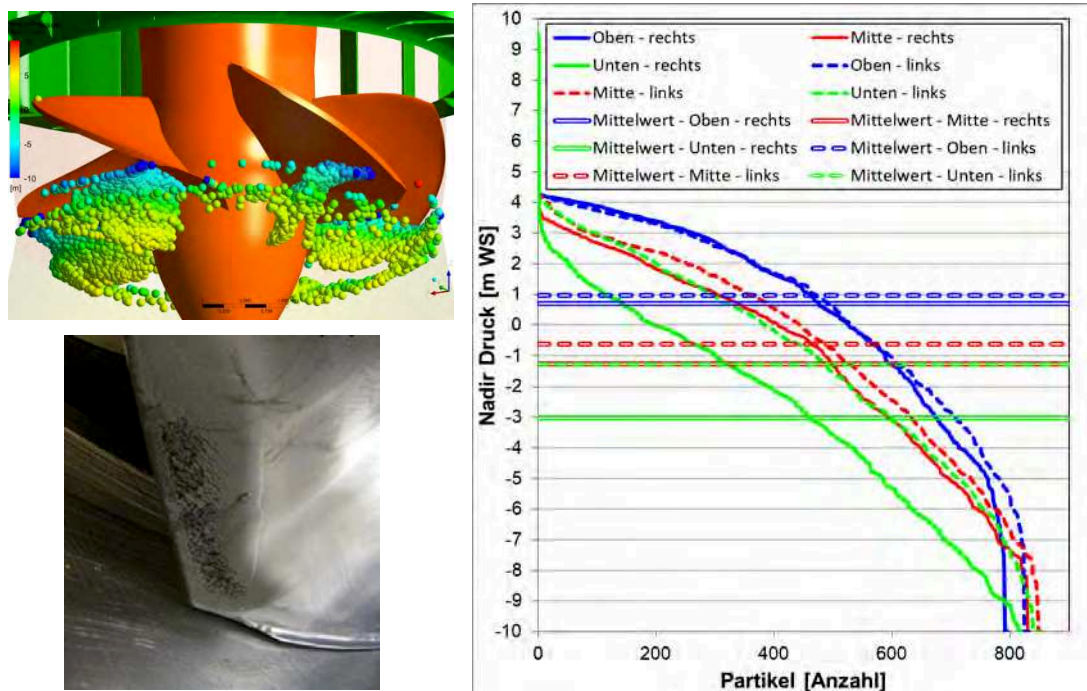 5
0
-5
-10
[m]
10
9
8
7
6
5
4
3
2
1
0
-1
-2
-3
-4
-5
-6
-7
-8
-9
-10
Nadir Druck [m WS]
Oben - rechts
Mitte - rechts
Unten - rechts
Oben - links
Mitte - links
Unten - links
Mittelwert - Oben - rechts
Mittelwert - Mitte - rechts
Mittelwert - Unten - rechts
Mittelwert - Oben - links
Mittelwert - Mitte - links
Mittelwert - Unten - links
0
200
400
600
800
Partikel [Anzahl]